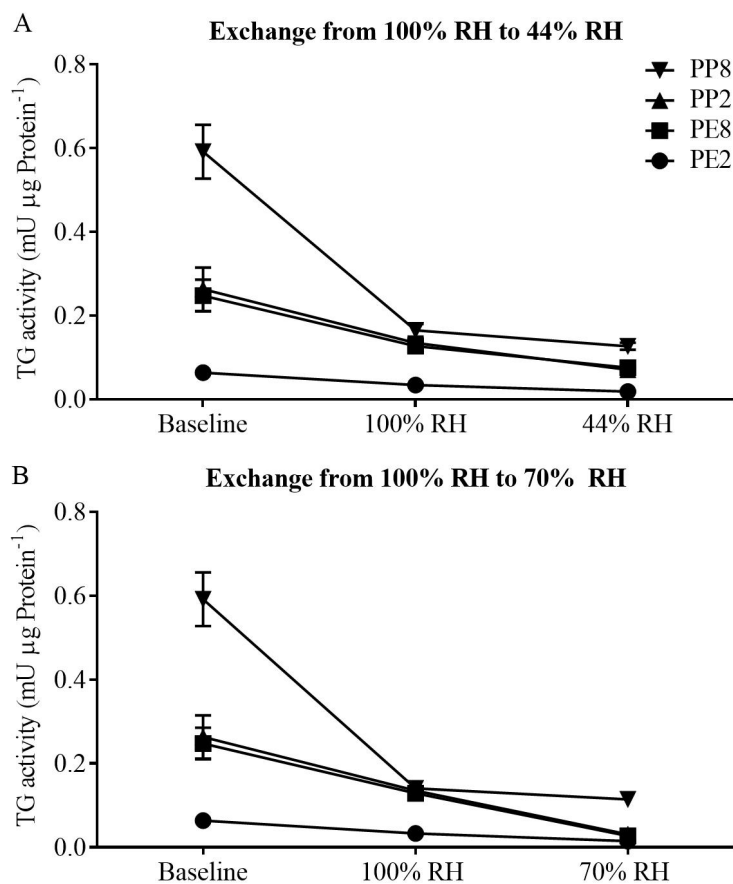 A
Exchange from 100% RH to 44% RH
TG activity (mU µg Protein⁻¹)
0.8
0.6
0.4
0.2
0.0
PP8
PP2
PE8
PE2
Baseline 100% RH 44% RH
B
Exchange from 100% RH to 70%  RH
TG activity (mU µg Protein⁻¹)
0.8
0.6
0.4
0.2
0.0
Baseline 100% RH 70% RH